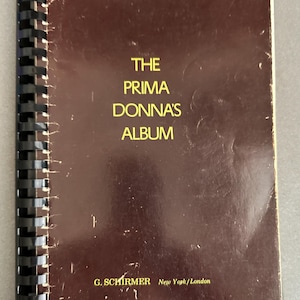 THE
PRIMA
DONNA'S
ALBUM
G. SCHIRMER New York/London